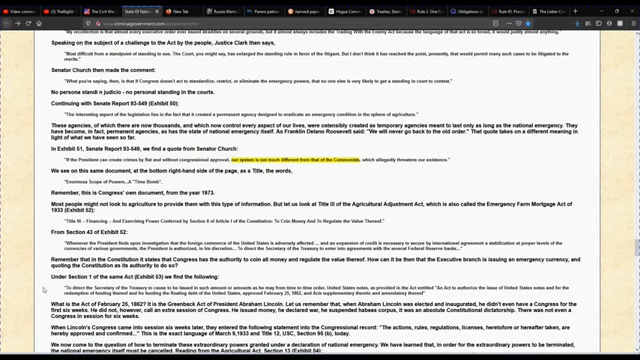 The Civil War
State Of Nat
www.criminalgovernment.com
"My recollection is that almost every executive order ever issued straddles on several grounds, but it almost always includes the Trading With the Enemy Act because the language of that act is so broad, it would justify almost anything."
Speaking on the subject of a challenge to the Act by the people, Justice Clark then says,
"Most difficult from a standpoint of standing to sue. The Court, you might say, has enlarged the standing rule in favor of the litigant. But I don't think it has reached the point, presently, that would permit many such cases to be litigated to the
merits."
Senator Church then made the comment:
"What you're saying, then, is that if Congress doesn't act to standardize, restrict, or eliminate the emergency powers, that no one else is very likely to get a standing in court to contest."
No persona standi in judicio - no personal standing in the courts.
Continuing with Senate Report 93-549 (Exhibit 50):
"The interesting aspect of the legislation lies in the fact that it created a permanent agency designed to eradicate an emergency condition in the sphere of agriculture."
These agencies, of which there are now thousands, and which now control every aspect of our lives, were ostensibly created as temporary agencies meant to last only as long as the national emergency. They
have become, in fact, permanent agencies, as has the state of national emergency itself. As Franklin Delano Roosevelt said: "We will never go back to the old order." That quote takes on a different meaning in
light of what we have seen so far.
In Exhibit 51, Senate Report 93-549, we find a quote from Senator Church:
"If the President can create crimes by fiat and without congressional approval, our system is not much different from that of the Communists, which allegedly threatens our existence."
We see on this same document, at the bottom right-hand side of the page, as a Title, the words,
"Enormous Scope of Powers...A "Time Bomb".
Remember, this is Congress's own document, from the year 1973.
Most people might not look to agriculture to provide them with this type of information. But let us look at Title III of the Agricultural Adjustment Act, which is also called the Emergency Farm Mortgage Act of
1933 (Exhibit 52):
"Title III - Financing - And Exercising Power Conferred by Section 8 of Article I of the Constitution: To Coin Money And To Regulate the Value Thereof."
From Section 43 of Exhibit 52:
"Whenever the President finds upon investigation that the foreign commerce of the United States is adversely affected ... and an expansion of credit is necessary to secure by international agreement a stabilization at proper levels of the
currencies of various governments, the President is authorized, in his discretion... To direct the Secretary of the Treasury to enter into agreements with the several Federal Reserve banks..."
Remember that in the Constitution it states that Congress has the authority to coin all money and regulate the value thereof. How can it be then that the Executive branch is issuing an emergency currency, and
quoting the Constitution as its authority to do so?
Under Section 1 of the same Act (Exhibit 53) we find the following:
"To direct the Secretary of the Treasury to cause to be issued in such amount or amounts as he may from time to time order, United States notes, as provided in the Act entitled "An Act to authorize the issue of United States notes and for the
redemption of funding thereof and for funding the floating debt of the United States, approved February 25, 1862, and Acts supplementary thereto and amendatory thereof"
What is the Act of February 25, 1862? It is the Greenback Act of President Abraham Lincoln. Let us remember that, when Abraham Lincoln was elected and inaugurated, he didn't even have a Congress for the
first six weeks. He did not, however, call an extra session of Congress. He issued money, he declared war, he suspended habeas corpus, it was an absolute Constitutional dictatorship. There was not even a
Congress in session for six weeks.
When Lincoln's Congress came into session six weeks later, they entered the following statement into the Congressional record: "The actions, rules, regulations, licenses, heretofore or hereafter taken, are
hereby approved and confirmed..." This is the exact language of March 9,1933 and Title 12, USC, Section 95 (b), today.
We now come to the question of how to terminate these extraordinary powers granted under a declaration of national emergency. We have learned that, in order for the extraordinary powers to be terminated,
the national emergency itself must be cancelled. Reading from the Agricultural Act, Section 13 (Exhibit 54):